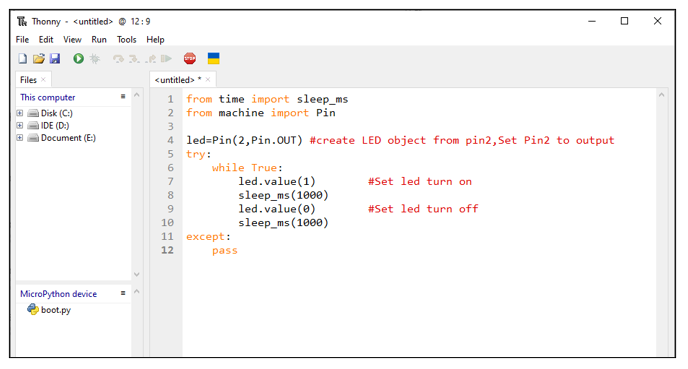 Thonny - <untitled> @ 12 : 9
File Edit View Run Tools Help
STOP
Files ×
<untitled> * ×
This computer ≡
Disk (C:)
IDE (D:)
Document (E:)
MicroPython device ≡
boot.py
1 from time import sleep_ms
2 from machine import Pin
3
4 led=Pin(2,Pin.OUT) #create LED object from pin2,Set Pin2 to output
5 try:
6     while True:
7         led.value(1)        #Set led turn on
8         sleep_ms(1000)
9         led.value(0)        #Set led turn off
10         sleep_ms(1000)
11 except:
12     pass